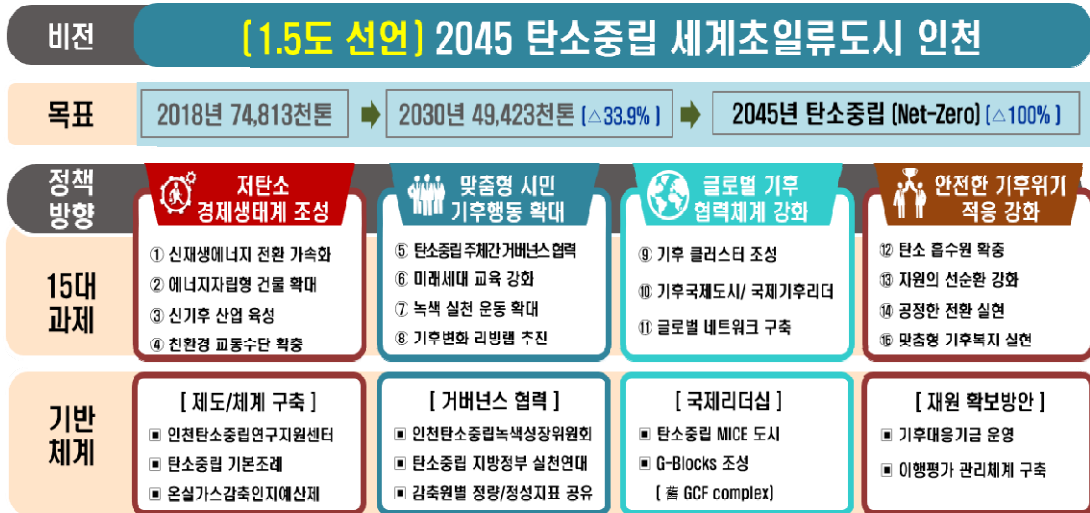 비전
(1.5도 선언) 2045 탄소중립 세계초일류도시 인천
목표
2018년 74,813천톤
2030년 49,423천톤 (△33.9%)
2045년 탄소중립 (Net-Zero) (△100%)
정책
방향
저탄소
경제생태계 조성
맞춤형 시민
기후행동 확대
글로벌 기후
협력체계 강화
안전한 기후위기
적응 강화
15대
과제
① 신재생에너지 전환 가속화
② 에너지자립형 건물 확대
③ 신기후 산업 육성
④ 친환경 교통수단 확충
⑤ 탄소중립 주체간 거버넌스 협력
⑥ 미래세대 교육 강화
⑦ 녹색 실천 운동 확대
⑧ 기후변화 리빙랩 추진
⑨ 기후 클러스터 조성
⑩ 기후국제도시/ 국제기후리더
⑪ 글로벌 네트워크 구축
⑫ 탄소 흡수원 확충
⑬ 자원의 선순환 강화
⑭ 공정한 전환 실현
⑮ 맞춤형 기후복지 실현
기반
체계
[ 제도/체계 구축 ]
▣ 인천탄소중립연구지원센터
▣ 탄소중립 기본조례
▣ 온실가스감축인지예산제
[ 거버넌스 협력 ]
▣ 인천탄소중립녹색성장위원회
▣ 탄소중립 지방정부 실천연대
▣ 감축원별 정량/정성지표 공유
[ 국제리더십 ]
▣ 탄소중립 MICE 도시
▣ G-Blocks 조성
( 舊 GCF complex)
[ 재원 확보방안 ]
▣ 기후대응기금 운영
▣ 이행평가 관리체계 구축